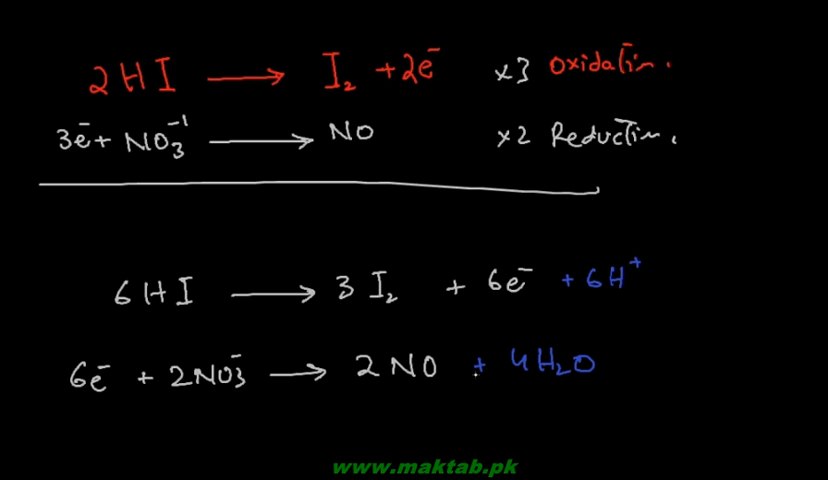 2HI → I₂ + 2e⁻ ×3 Oxidation.
3e⁻ + NO₃⁻¹ → NO ×2 Reduction.
6HI → 3I₂ + 6e⁻ + 6H⁺
6e⁻ + 2NO₃⁻ → 2NO + 4H₂O
www.maktab.pk